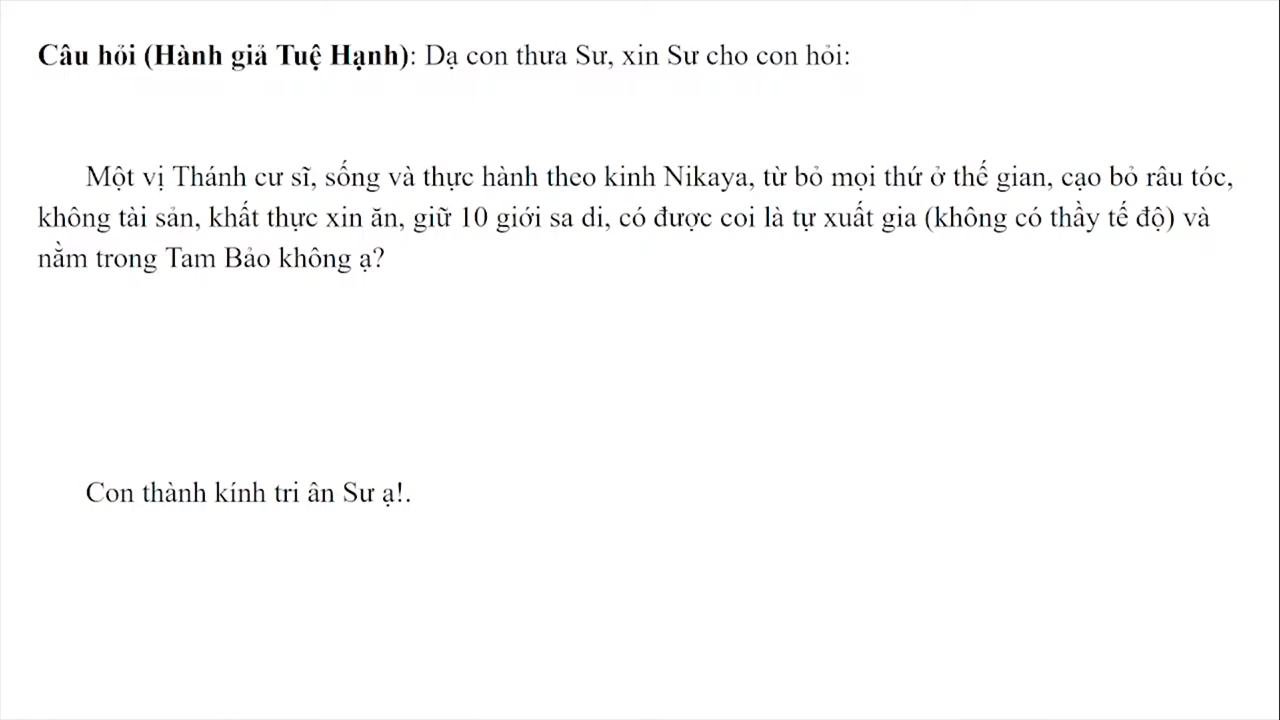 Câu hỏi (Hành giả Tuệ Hạnh): Dạ con thưa Sư, xin Sư cho con hỏi:
Một vị Thánh cư sĩ, sống và thực hành theo kinh Nikaya, từ bỏ mọi thứ ở thế gian, cạo bỏ râu tóc,
không tài sản, khất thực xin ăn, giữ 10 giới sa di, có được coi là tự xuất gia (không có thầy tế độ) và
nằm trong Tam Bảo không ạ?
Con thành kính tri ân Sư ạ!.